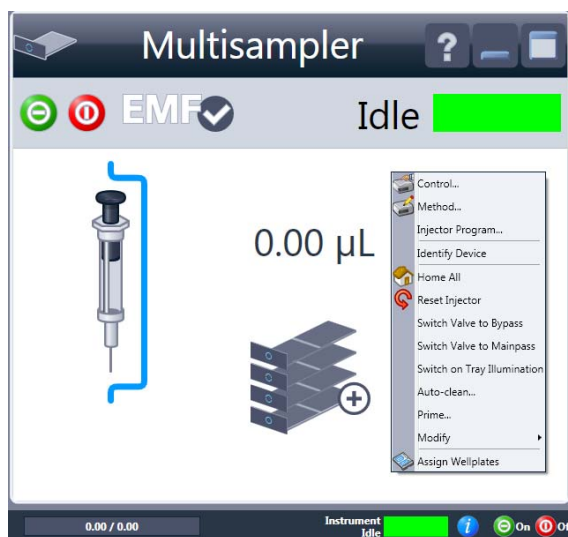 Multisampler ?
EMF Idle
0.00 µL
Control...
Method...
Injector Program...
Identify Device
Home All
Reset Injector
Switch Valve to Bypass
Switch Valve to Mainpass
Switch on Tray Illumination
Auto-clean...
Prime...
Modify
Assign Wellplates
0.00 / 0.00
Instrument
Idle
i On